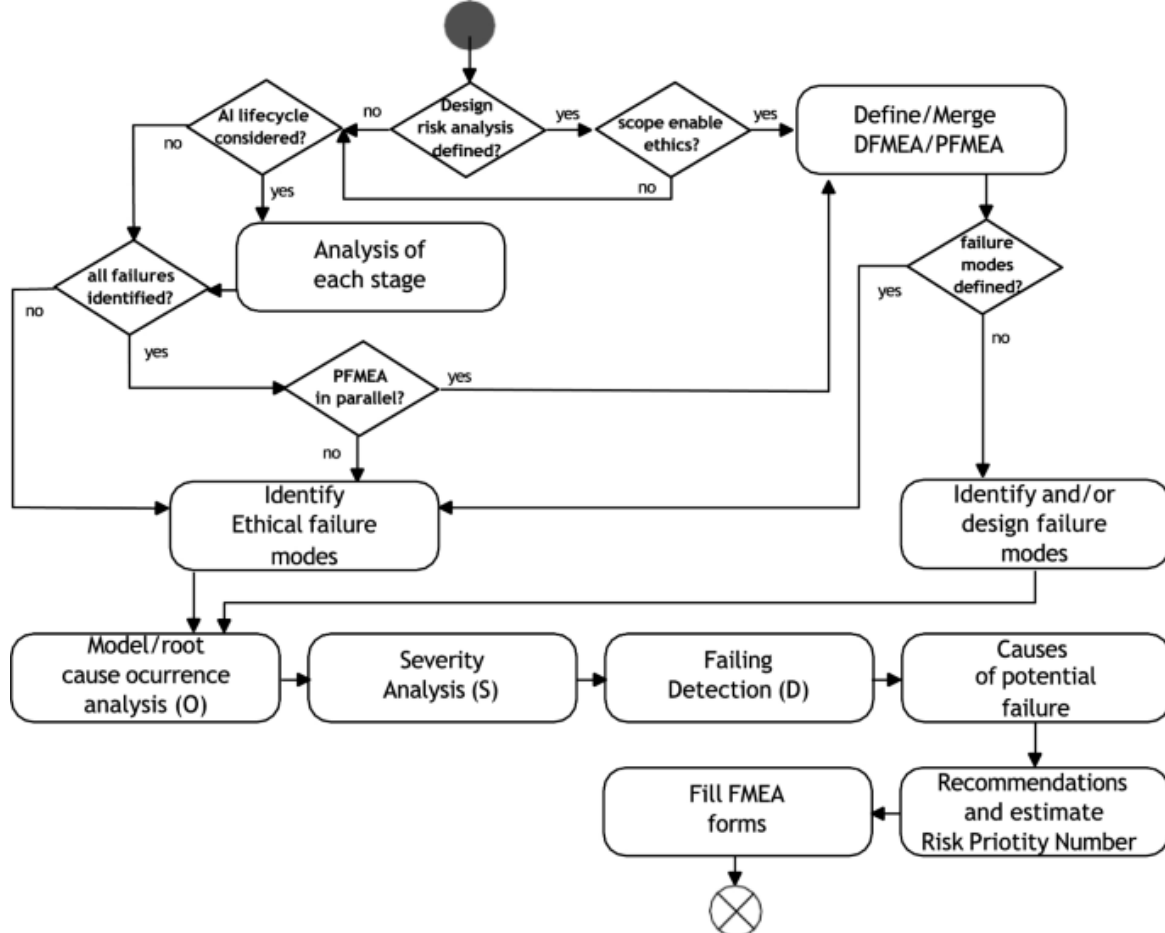 AI lifecycle
considered?
no
Design
risk analysis
defined?
yes
scope enable
ethics?
yes
Define/Merge
DFMEA/PFMEA
no
yes
no
Analysis of
each stage
failure
modes
defined?
all failures
identified?
yes
no
no
yes
PFMEA
in parallel?
yes
no
Identify
Ethical failure
modes
Identify and/or
design failure
modes
Model/root
cause ocurrence
analysis (O)
Severity
Analysis (S)
Failing
Detection (D)
Causes
of potential
failure
Fill FMEA
forms
Recommendations
and estimate
Risk Priotity Number